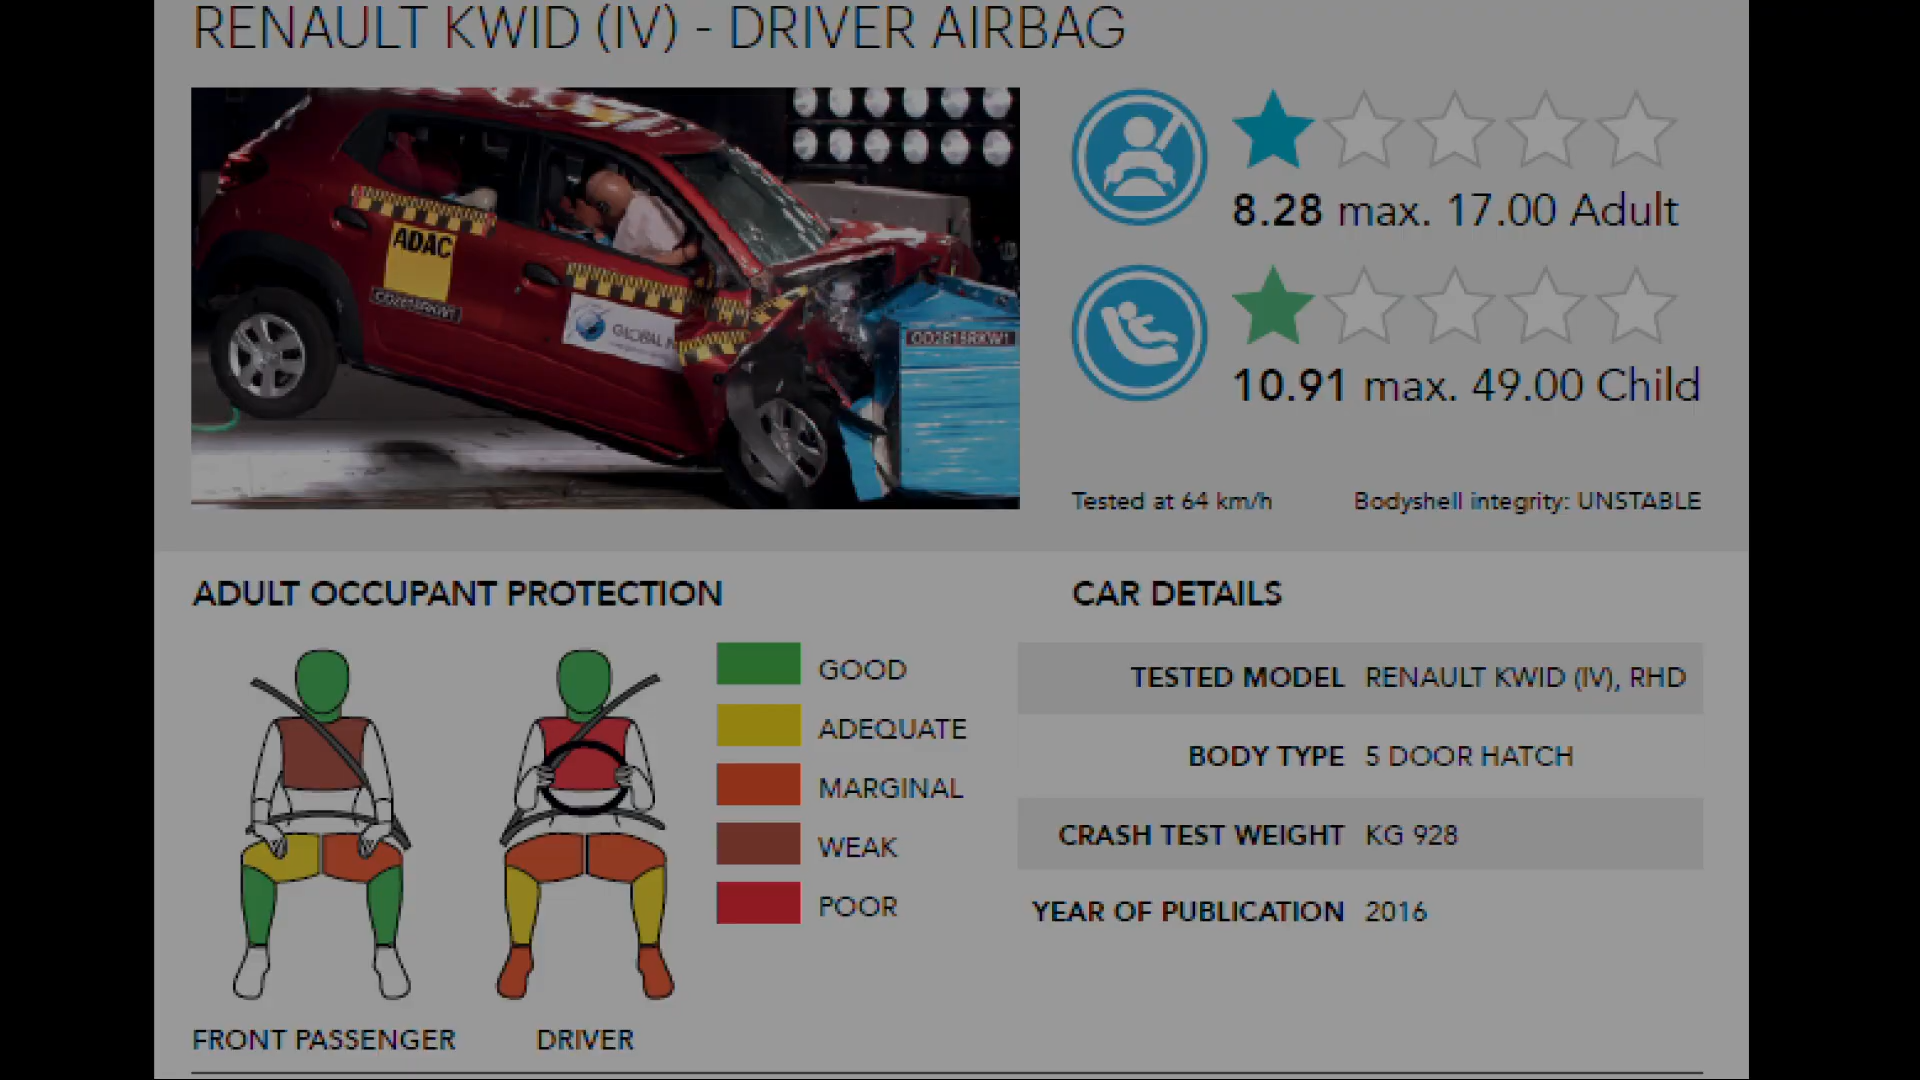 RENAULT KWID (IV) - DRIVER AIRBAG
ADAC
GLOBAL
8.28 max. 17.00 Adult
10.91 max. 49.00 Child
Tested at 64 km/h
Bodyshell integrity: UNSTABLE
ADULT OCCUPANT PROTECTION
GOOD
ADEQUATE
MARGINAL
WEAK
POOR
FRONT PASSENGER
DRIVER
CAR DETAILS
TESTED MODEL RENAULT KWID (IV), RHD
BODY TYPE 5 DOOR HATCH
CRASH TEST WEIGHT KG 928
YEAR OF PUBLICATION 2016